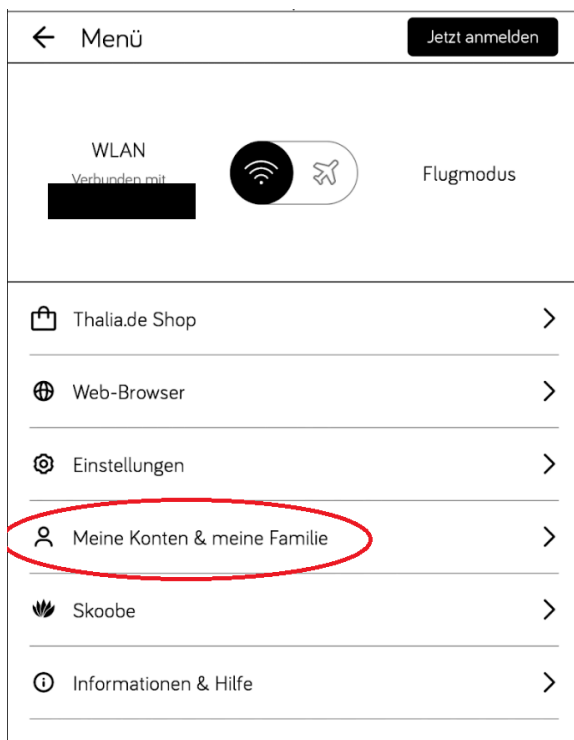 Menü
Jetzt anmelden
WLAN
Verbunden mit
Flugmodus
Thalia.de Shop
Web-Browser
Einstellungen
Meine Konten & meine Familie
Skoobe
Informationen & Hilfe